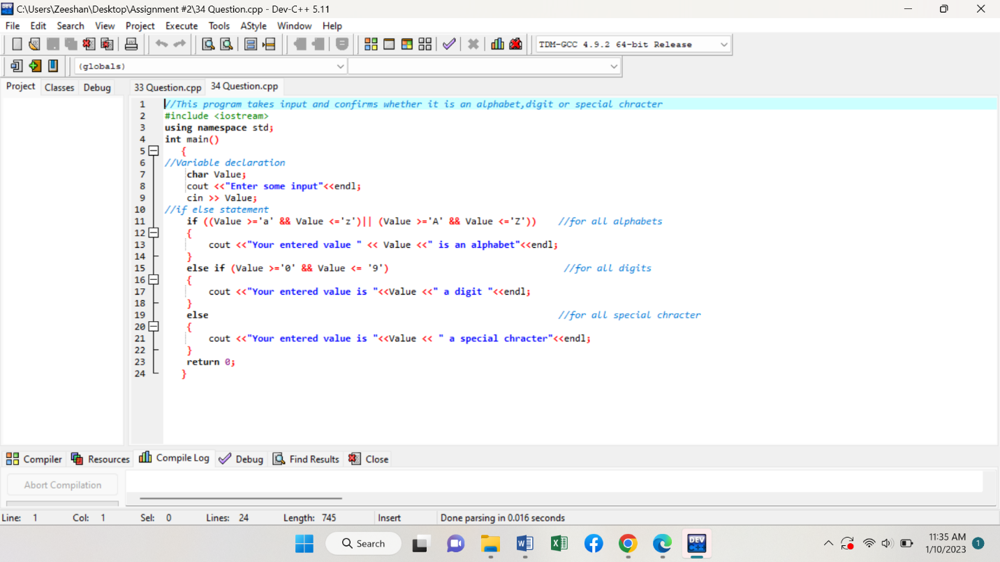 C:\Users\Zeeshan\Desktop\Assignment #2\34 Question.cpp - Dev-C++ 5.11
File Edit Search View Project Execute Tools AStyle Window Help
TDM-GCC 4.9.2 64-bit Release
(globals)
Project Classes Debug 33 Question.cpp 34 Question.cpp
1 //This program takes input and confirms whether it is an alphabet,digit or special chracter
2 #include <iostream>
3 using namespace std;
4 int main()
5 {
6 //Variable declaration
7 char Value;
8 cout <<"Enter some input"<<endl;
9 cin >> Value;
10 //if else statement
11 if ((Value >='a' && Value <='z')|| (Value >='A' && Value <='Z')) //for all alphabets
12 {
13 cout <<"Your entered value " << Value <<" is an alphabet"<<endl;
14 }
15 else if (Value >='0' && Value <= '9') //for all digits
16 {
17 cout <<"Your entered value is "<<Value <<" a digit "<<endl;
18 }
19 else //for all special chracter
20 {
21 cout <<"Your entered value is "<<Value << " a special chracter"<<endl;
22 }
23 return 0;
24 }
Compiler Resources Compile Log Debug Find Results Close
Abort Compilation
Line: 1 Col: 1 Sel: 0 Lines: 24 Length: 745 Insert Done parsing in 0.016 seconds
Search DEV 11:35 AM
1/10/2023 1